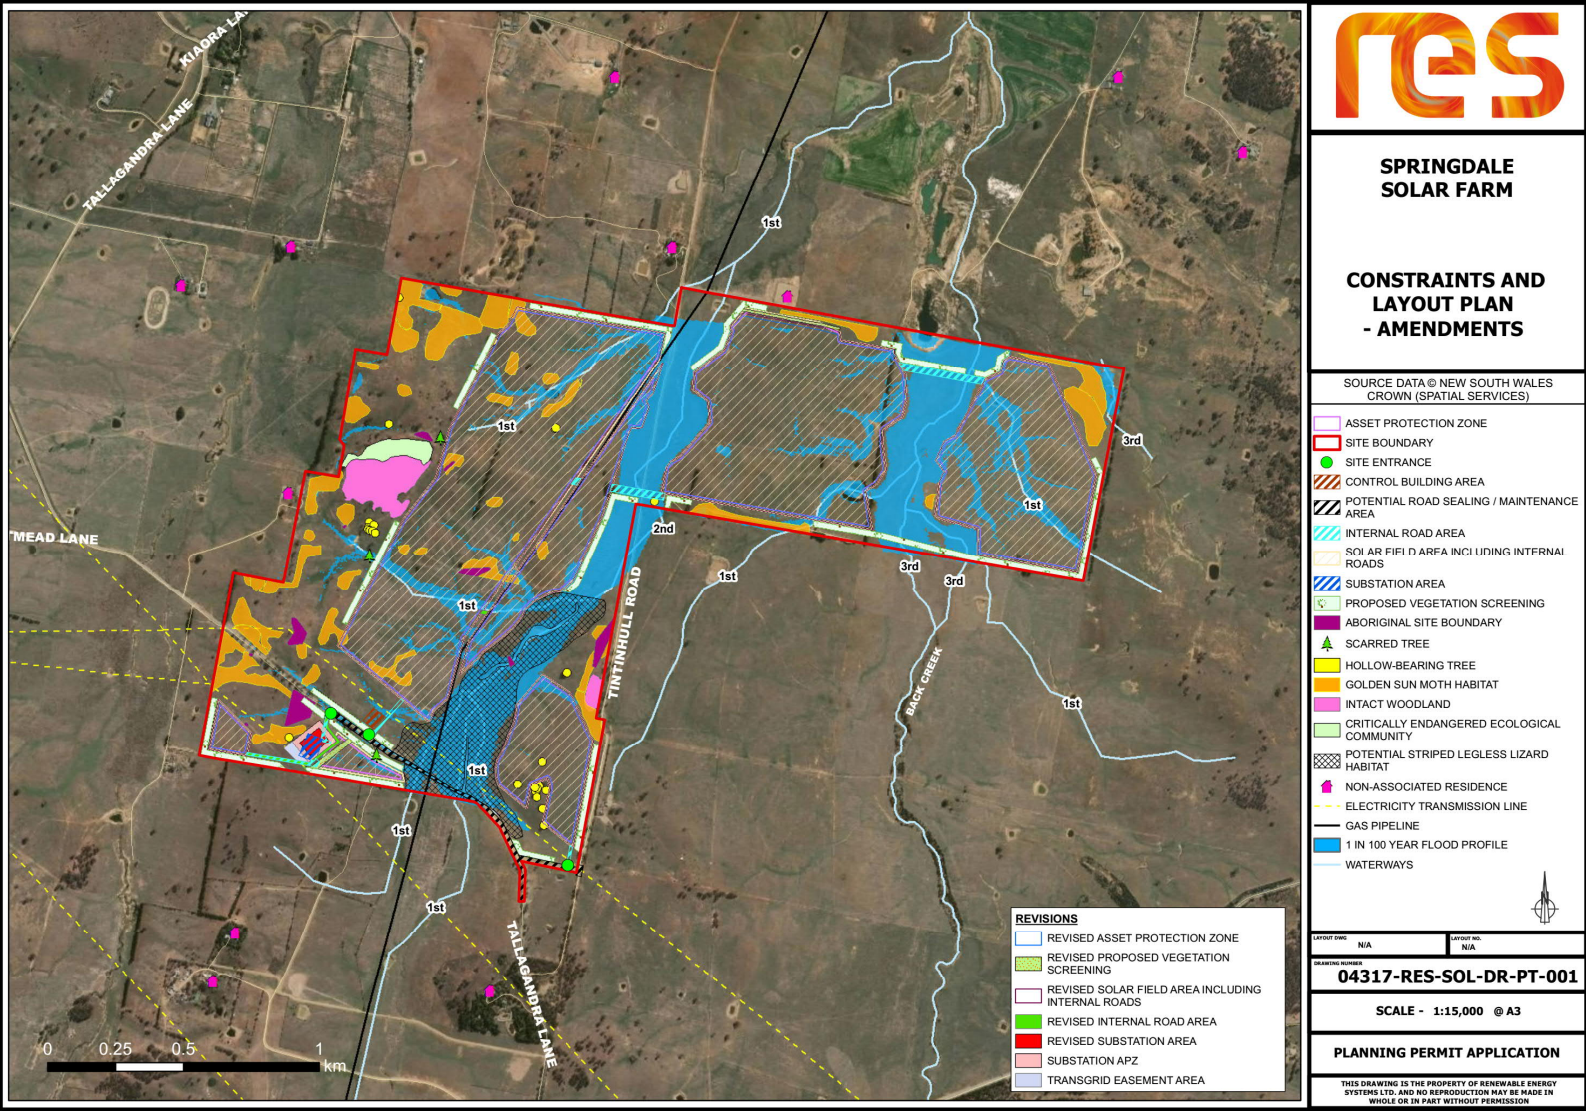 KIAORA LA
TALLAGANDRA LANE
1st
1st
3rd
1st
2nd
MEAD LANE
1st
3rd
3rd
1st
TINTINHULL ROAD
BACK CREEK
1st
1st
1st
1st
TALLAGANDRA LANE
0 0.25 0.5 1
km
REVISIONS
REVISED ASSET PROTECTION ZONE
REVISED PROPOSED VEGETATION
SCREENING
REVISED SOLAR FIELD AREA INCLUDING
INTERNAL ROADS
REVISED INTERNAL ROAD AREA
REVISED SUBSTATION AREA
SUBSTATION APZ
TRANSGRID EASEMENT AREA
res
SPRINGDALE
SOLAR FARM
CONSTRAINTS AND
LAYOUT PLAN
- AMENDMENTS
SOURCE DATA © NEW SOUTH WALES
CROWN (SPATIAL SERVICES)
ASSET PROTECTION ZONE
SITE BOUNDARY
SITE ENTRANCE
CONTROL BUILDING AREA
POTENTIAL ROAD SEALING / MAINTENANCE
AREA
INTERNAL ROAD AREA
SOLAR FIELD AREA INCLUDING INTERNAL
ROADS
SUBSTATION AREA
PROPOSED VEGETATION SCREENING
ABORIGINAL SITE BOUNDARY
SCARRED TREE
HOLLOW-BEARING TREE
GOLDEN SUN MOTH HABITAT
INTACT WOODLAND
CRITICALLY ENDANGERED ECOLOGICAL
COMMUNITY
POTENTIAL STRIPED LEGLESS LIZARD
HABITAT
NON-ASSOCIATED RESIDENCE
ELECTRICITY TRANSMISSION LINE
GAS PIPELINE
1 IN 100 YEAR FLOOD PROFILE
WATERWAYS
N
LAYOUT DWG
N/A
LAYOUT NO.
N/A
DRAWING NUMBER
04317-RES-SOL-DR-PT-001
SCALE - 1:15,000 @ A3
PLANNING PERMIT APPLICATION
THIS DRAWING IS THE PROPERTY OF RENEWABLE ENERGY
SYSTEMS LTD. AND NO REPRODUCTION MAY BE MADE IN
WHOLE OR IN PART WITHOUT PERMISSION